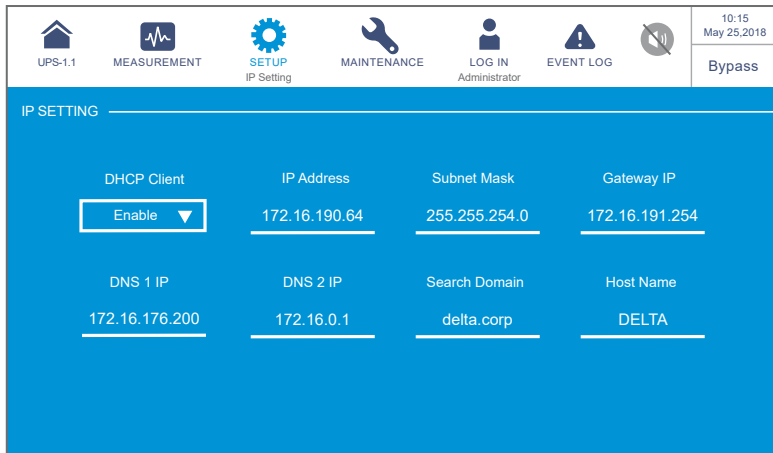 10:15
May 25,2018
UPS-1.1 MEASUREMENT SETUP MAINTENANCE LOG IN EVENT LOG
IP Setting Administrator
Bypass
IP SETTING
DHCP Client IP Address Subnet Mask Gateway IP
Enable 172.16.190.64 255.255.254.0 172.16.191.254
DNS 1 IP DNS 2 IP Search Domain Host Name
172.16.176.200 172.16.0.1 delta.corp DELTA